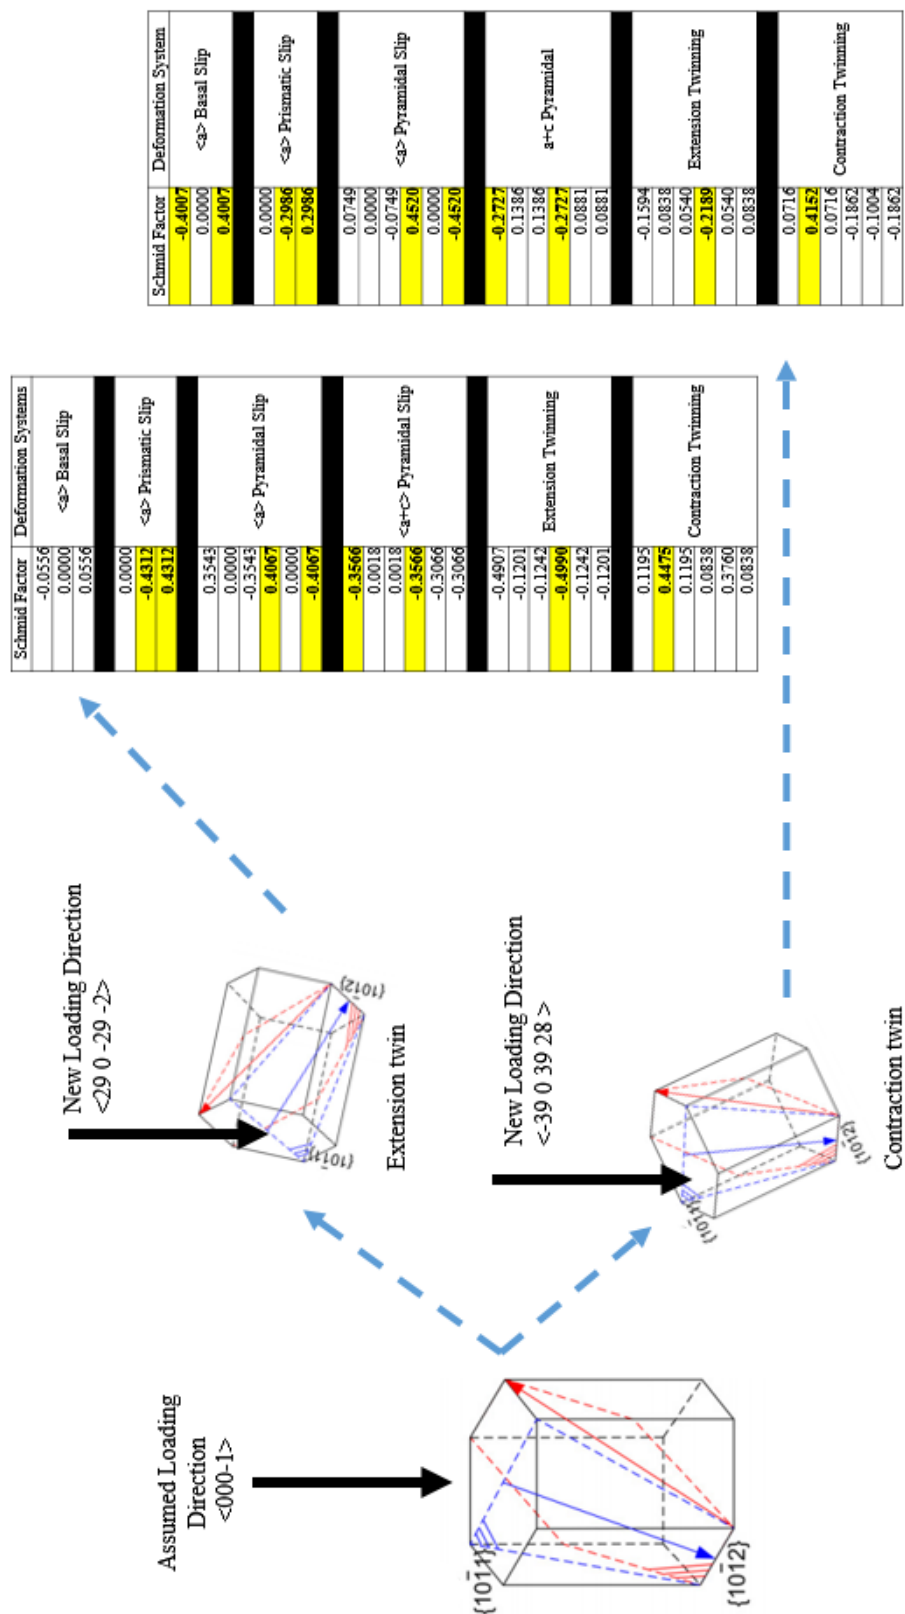 Assumed Loading
Direction
<000-1>
{101̄1}
{101̄2}
New Loading Direction
<29 0 -29 -2>
{101̄1}
{101̄2}
Extension twin
New Loading Direction
<-39 0 39 28 >
{101̄1}
{101̄2}
Contraction twin
Schmid Factor Deformation Systems
-0.0556
0.0000 <a> Basal Slip
0.0556
0.0000
-0.4312 <a> Prismatic Slip
0.4312
0.3543
0.0000
-0.3543 <a> Pyramidal Slip
0.4067
0.0000
-0.4067
-0.3566
0.0018
0.0018 <a+c> Pyramidal Slip
-0.3566
-0.3066
-0.3066
-0.4907
-0.1201
-0.1242 Extension Twinning
-0.4990
-0.1242
-0.1201
0.1195
0.4475
0.1195 Contraction Twinning
0.0838
0.3760
0.0838
Schmid Factor Deformation System
-0.4007
0.0000 <a> Basal Slip
0.4007
0.0000
-0.2986 <a> Prismatic Slip
0.2986
0.0749
0.0000
-0.0749 <a> Pyramidal Slip
0.4520
0.0000
-0.4520
-0.2727
0.1386
0.1386 a+c Pyramidal
-0.2727
0.0881
0.0881
-0.1594
0.0838
0.0540 Extension Twinning
-0.2189
0.0540
0.0838
0.0716
0.4152
0.0716 Contraction Twinning
-0.1862
-0.1004
-0.1862